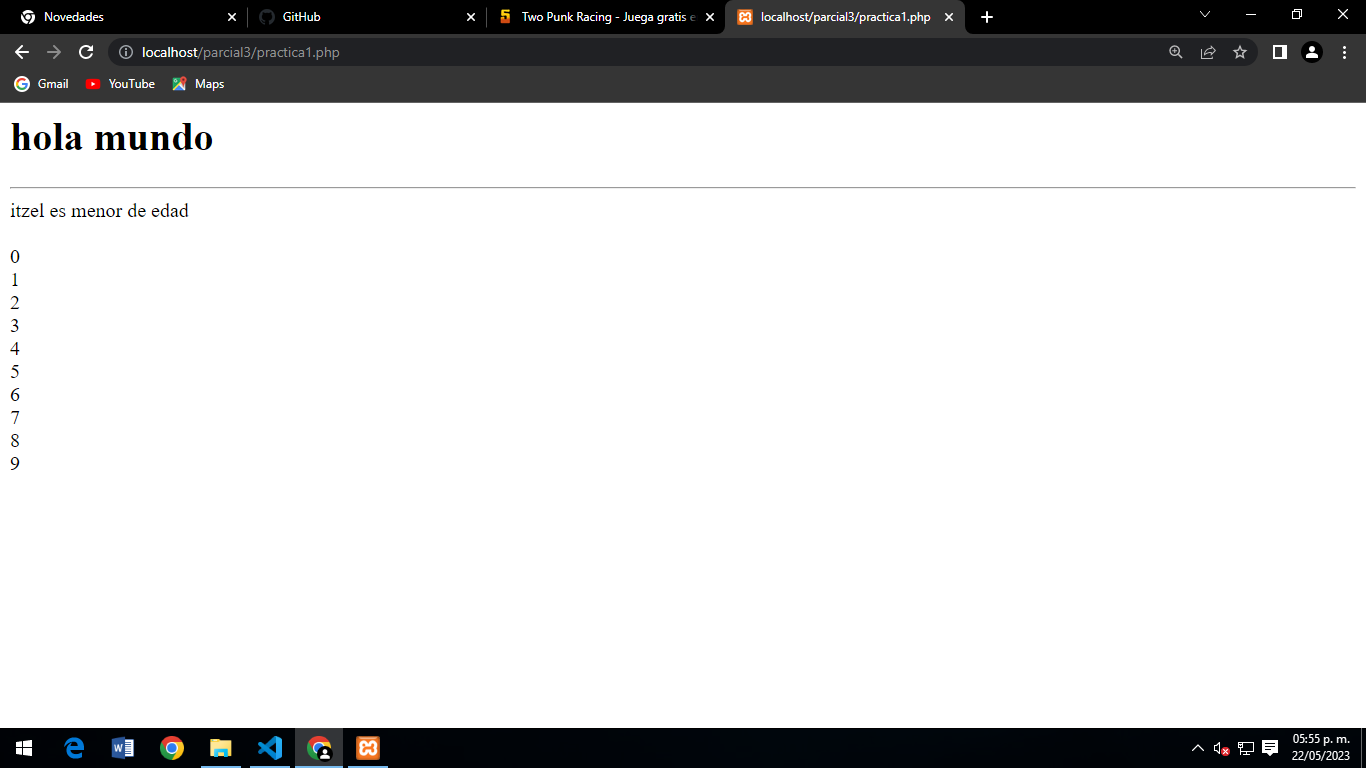 Novedades
GitHub
Two Punk Racing - Juega gratis e
localhost/parcial3/practica1.php
localhost/parcial3/practica1.php
Gmail
YouTube
Maps
hola mundo
itzel es menor de edad
0
1
2
3
4
5
6
7
8
9
05:55 p. m.
22/05/2023